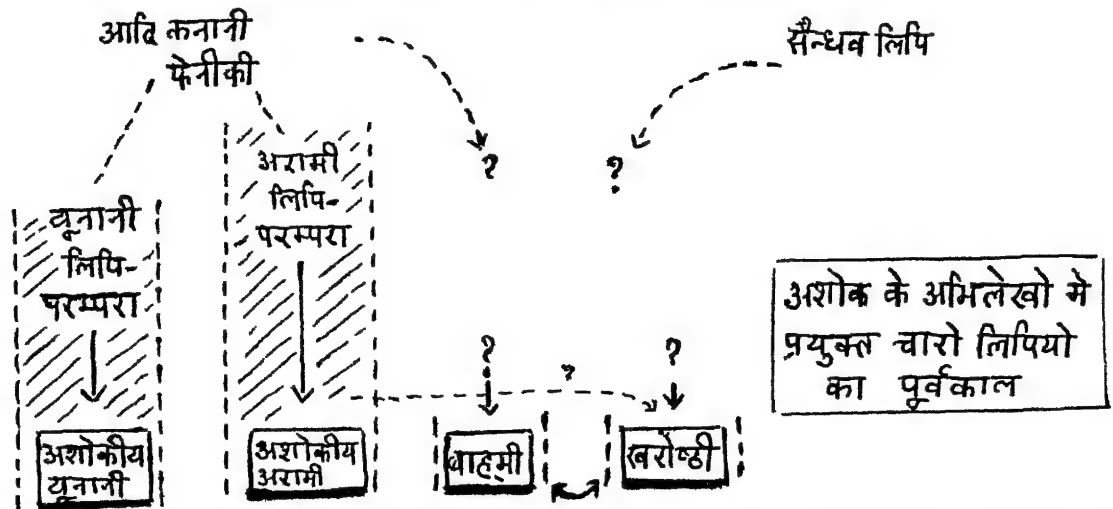 आदि कनानी
फेनीकी
सैन्धव लिपि
?
?
अरामी
लिपि-
परम्परा
यूनानी
लिपि-
परम्परा
अशोक के अभिलेखो मे
प्रयुक्त चारो लिपियो
का पूर्वकाल
?
?
?
अशोकीय
यूनानी
अशोकीय
अरामी
ब्राह्मी
खरोष्ठी